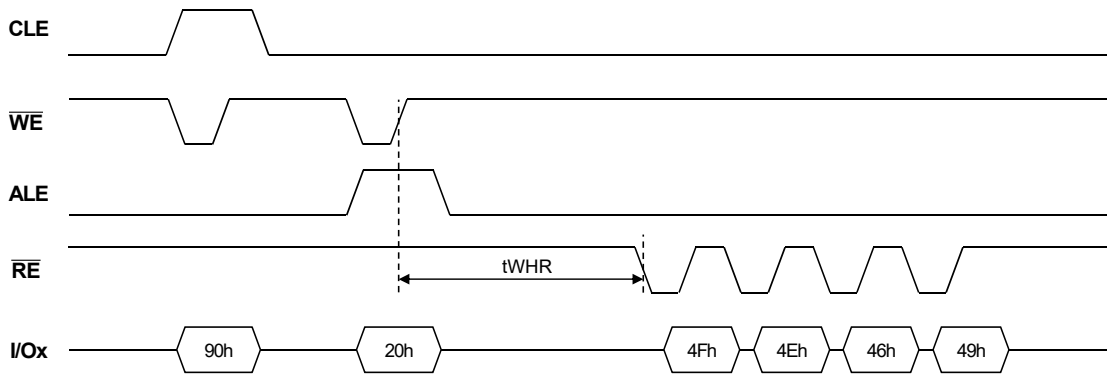 CLE
WE
ALE
RE
tWHR
I/Ox 90h 20h 4Fh 4Eh 46h 49h